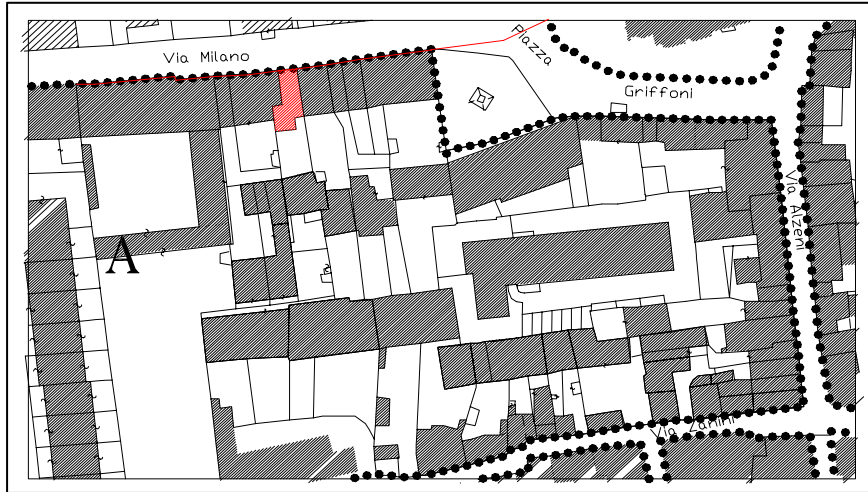 Via Milano
Piazza
Griffoni
Via Alzeni
A
Via Zanini